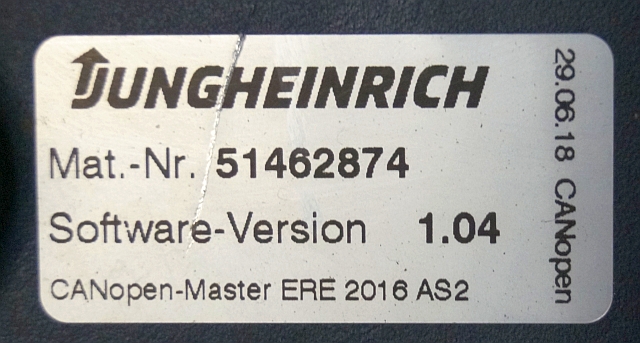 JUNGHEINRICH
Mat.-Nr. 51462874
Software-Version 1.04
CANopen-Master ERE 2016 AS2
29.06.18 CANopen